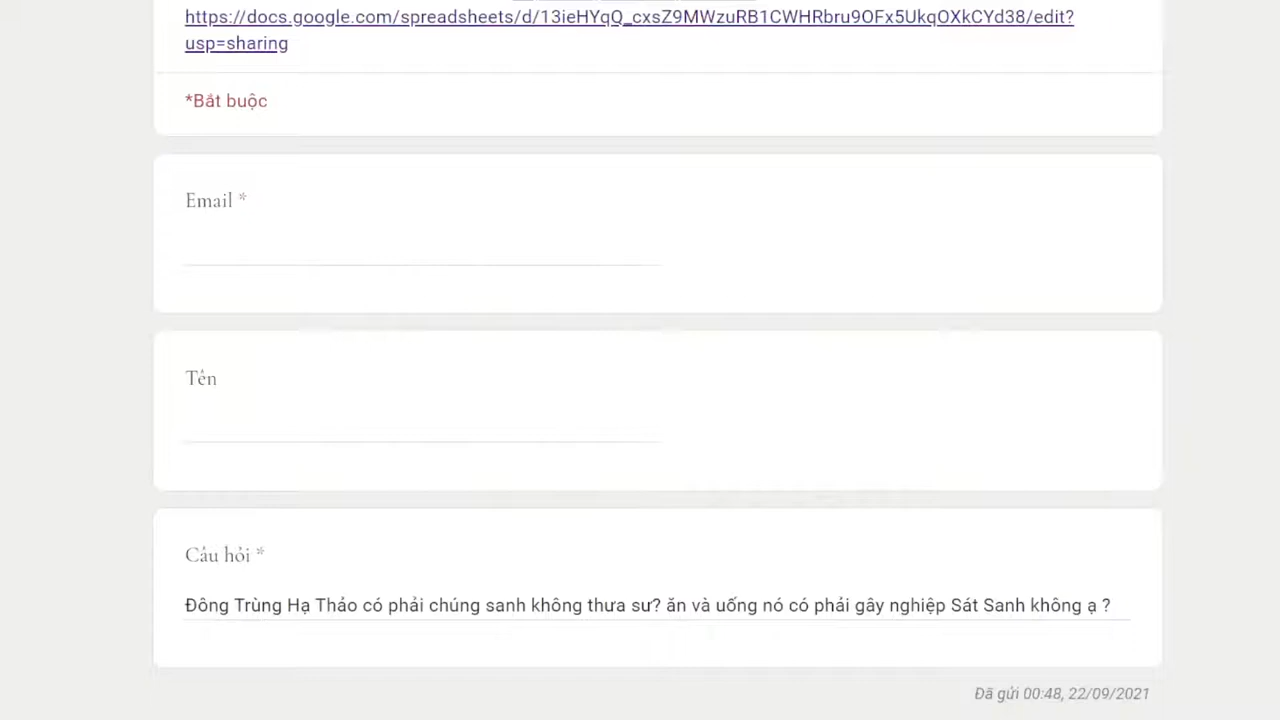 https://docs.google.com/spreadsheets/d/13ieHYqQ_cxsZ9MWzuRB1CWHRbru9OFx5UkqOXkCYd38/edit?
usp=sharing
*Bắt buộc
Email *
Tên
Câu hỏi *
Đông Trùng Hạ Thảo có phải chúng sanh không thưa sư? ăn và uống nó có phải gây nghiệp Sát Sanh không ạ ?
Đã gửi 00:48, 22/09/2021